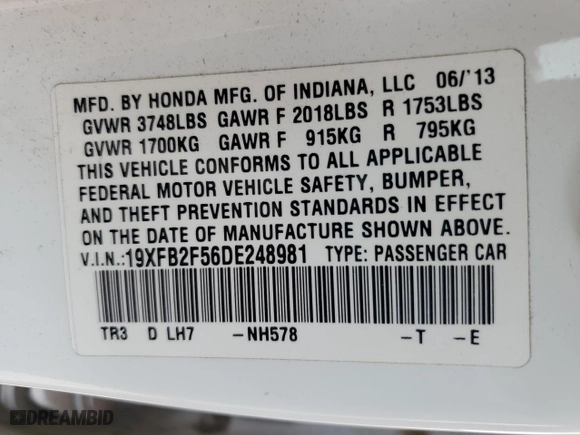 MFD. BY HONDA MFG. OF INDIANA, LLC 06/'13
GVWR 3748LBS GAWR F 2018LBS R 1753LBS
GVWR 1700KG GAWR F 915KG R 795KG
THIS VEHICLE CONFORMS TO ALL APPLICABLE
FEDERAL MOTOR VEHICLE SAFETY, BUMPER,
AND THEFT PREVENTION STANDARDS IN EFFECT
ON THE DATE OF MANUFACTURE SHOWN ABOVE.
V.I.N.:19XFB2F56DE248981 TYPE: PASSENGER CAR
TR3 D LH7 -NH578 -T -E
DREAMBID